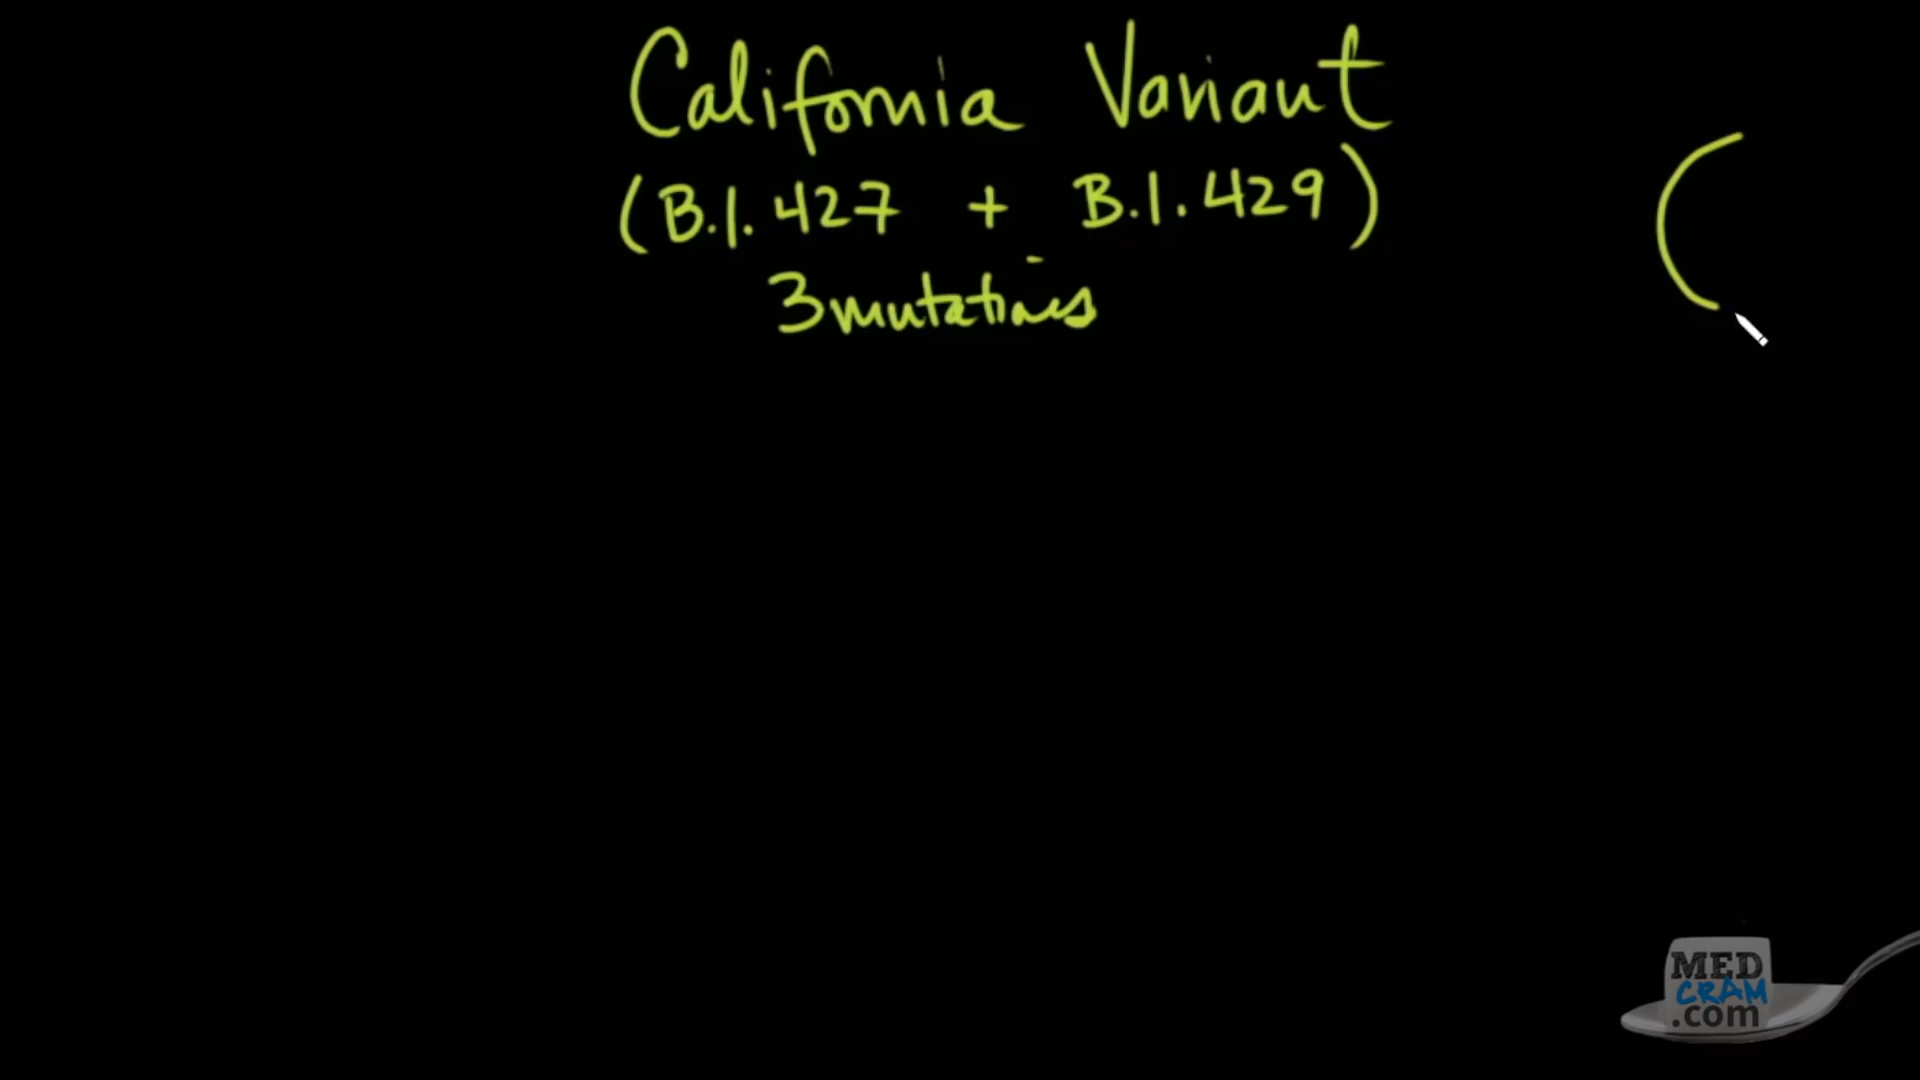 California Variant
(B.1.427 + B.1.429)
3 mutations
MED
CRAM
.com